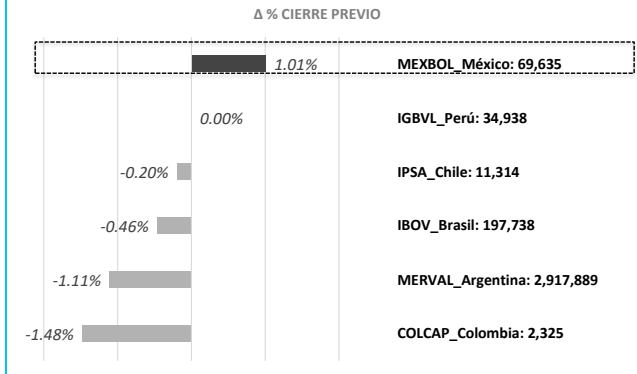 Δ % CIERRE PREVIO
1.01% MEXBOL_México: 69,635
0.00% IGBVL_Perú: 34,938
-0.20% IPSA_Chile: 11,314
-0.46% IBOV_Brasil: 197,738
-1.11% MERVAL_Argentina: 2,917,889
-1.48% COLCAP_Colombia: 2,325